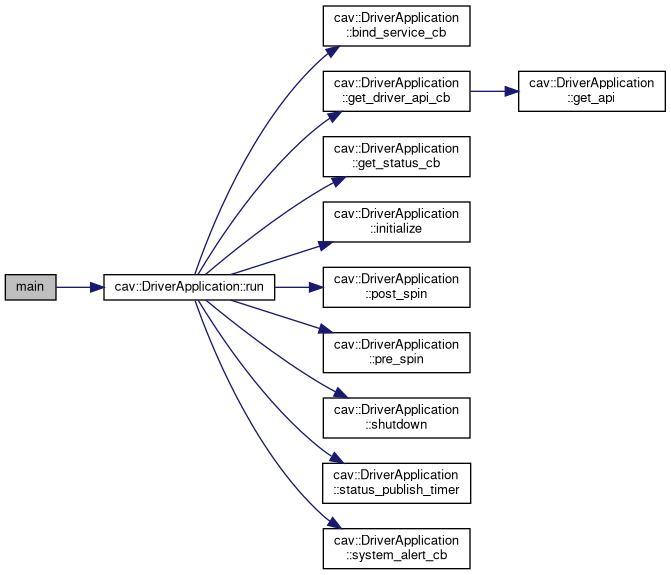 main
cav::DriverApplication::run
cav::DriverApplication
::bind_service_cb
cav::DriverApplication
::get_driver_api_cb
cav::DriverApplication
::get_api
cav::DriverApplication
::get_status_cb
cav::DriverApplication
::initialize
cav::DriverApplication
::post_spin
cav::DriverApplication
::pre_spin
cav::DriverApplication
::shutdown
cav::DriverApplication
::status_publish_timer
cav::DriverApplication
::system_alert_cb